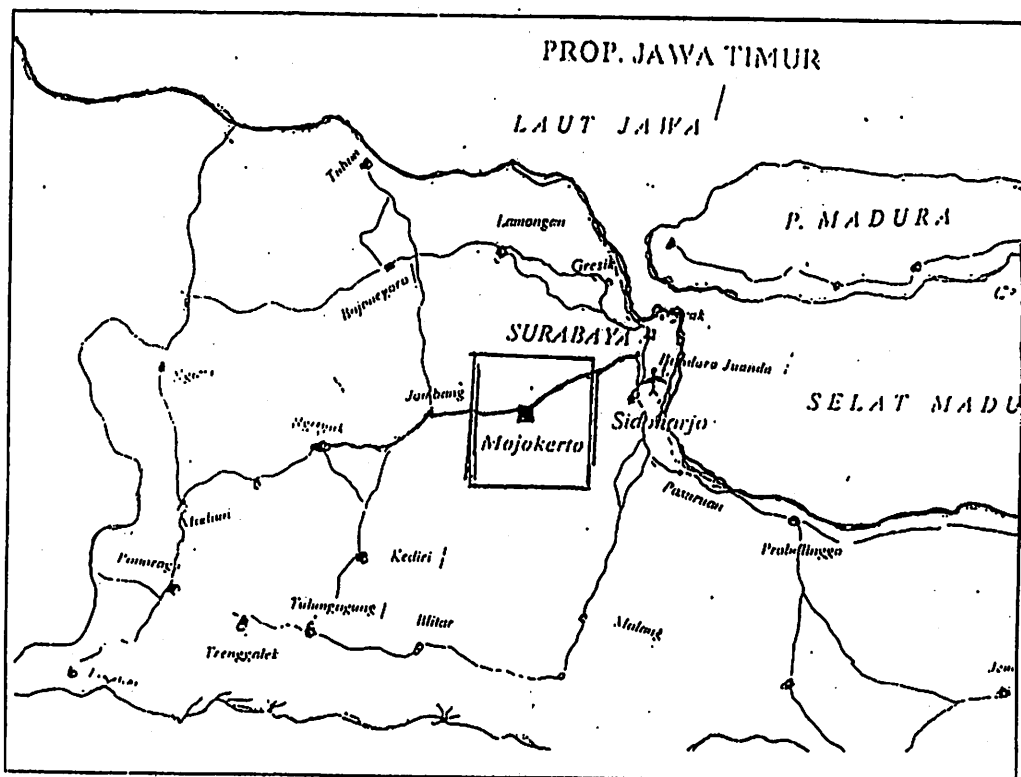 PROP. JAWA TIMUR
LAUT JAWA
Tuban
P. MADURA
Lamongan
Gresik
Bojonegoro
SURABAYA
Bandara Juanda
Ngawi
Jombang
SELAT MADU
Sidoarjo
Nganjuk
Mojokerto
Pasuruan
Madiun
Probolinggo
Ponorogo
Kediri
Tulungagung
Blitar
Malang
Trenggalek